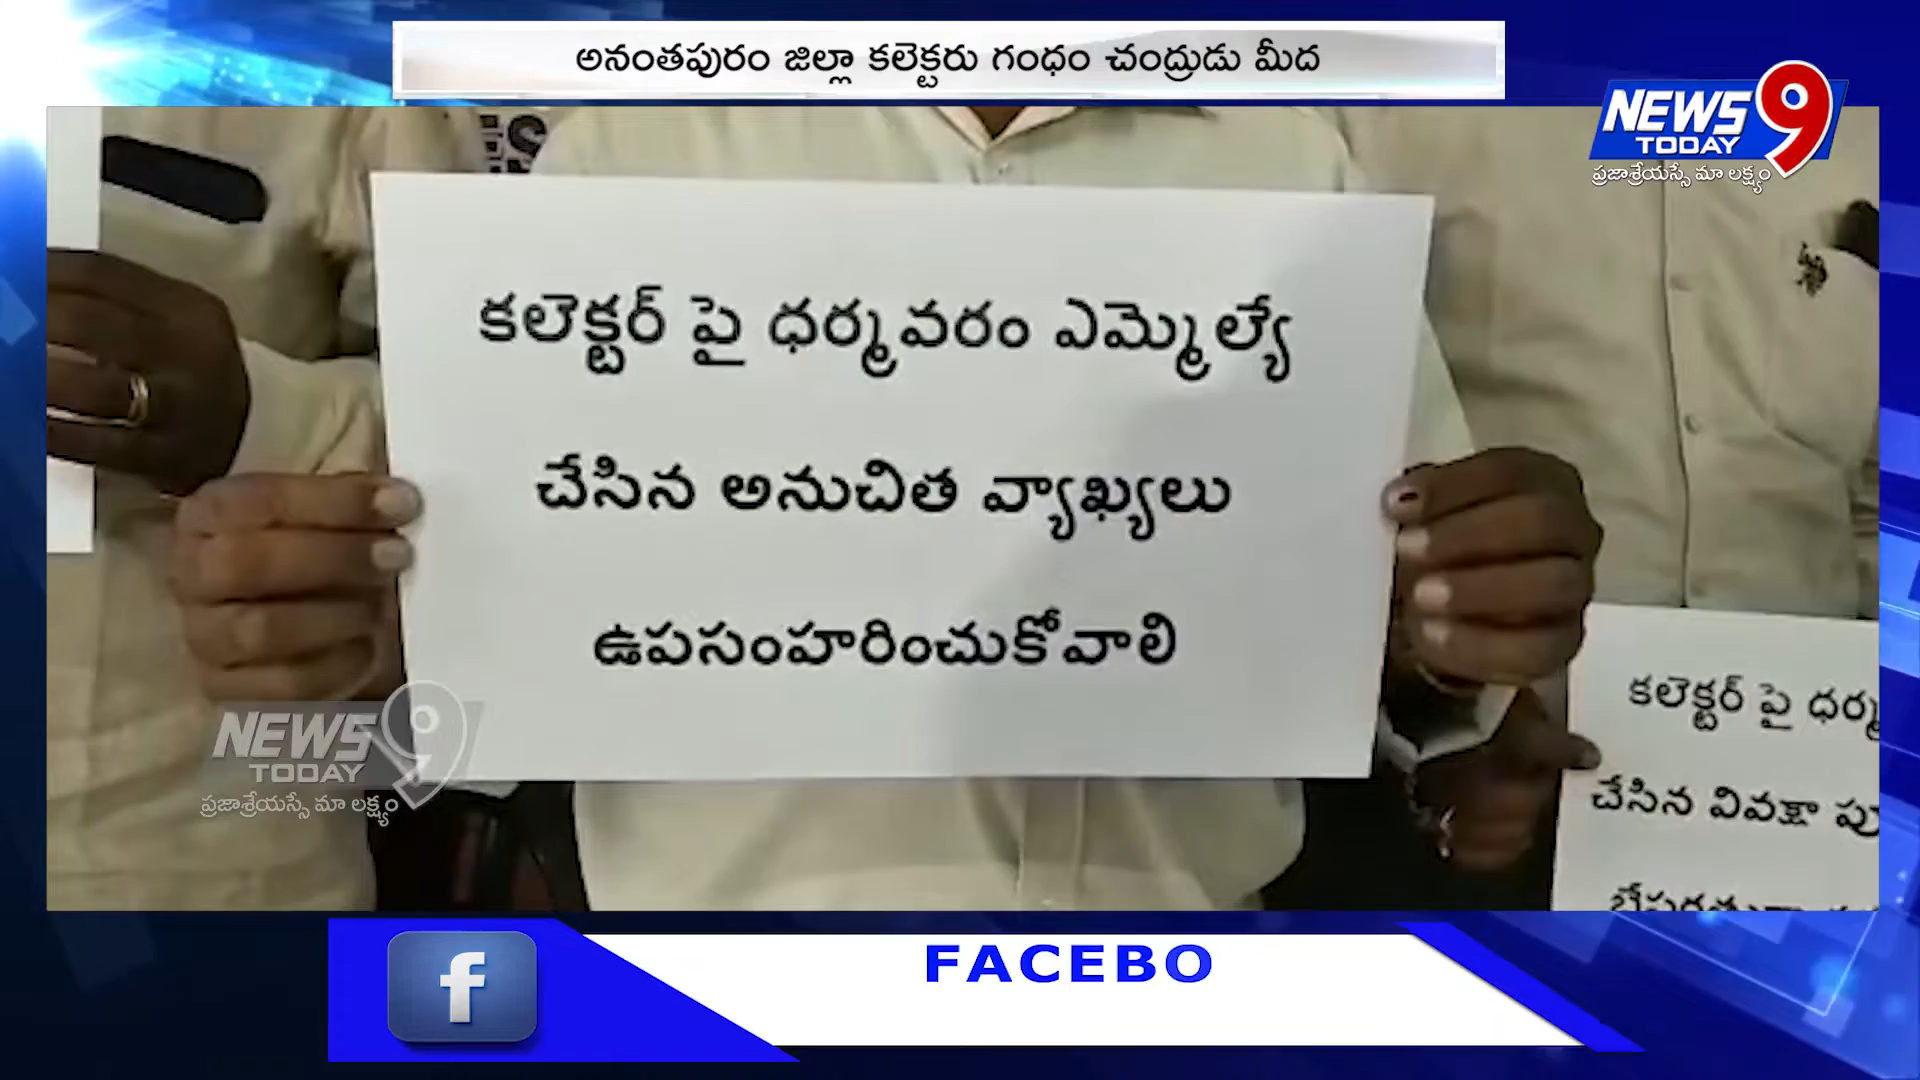 అనంతపురం జిల్లా కలెక్టరు గంధం చంద్రుడు మీద
NEWS 9
TODAY
ప్రజాశ్రేయస్సే మా లక్ష్యం
కలెక్టర్ పై ధర్మవరం ఎమ్మెల్యే
చేసిన అనుచిత వ్యాఖ్యలు
ఉపసంహరించుకోవాలి
NEWS 9
TODAY
ప్రజాశ్రేయస్సే మా లక్ష్యం
కలెక్టర్ పై
చేసిన వివక్షా
f
FACEBO